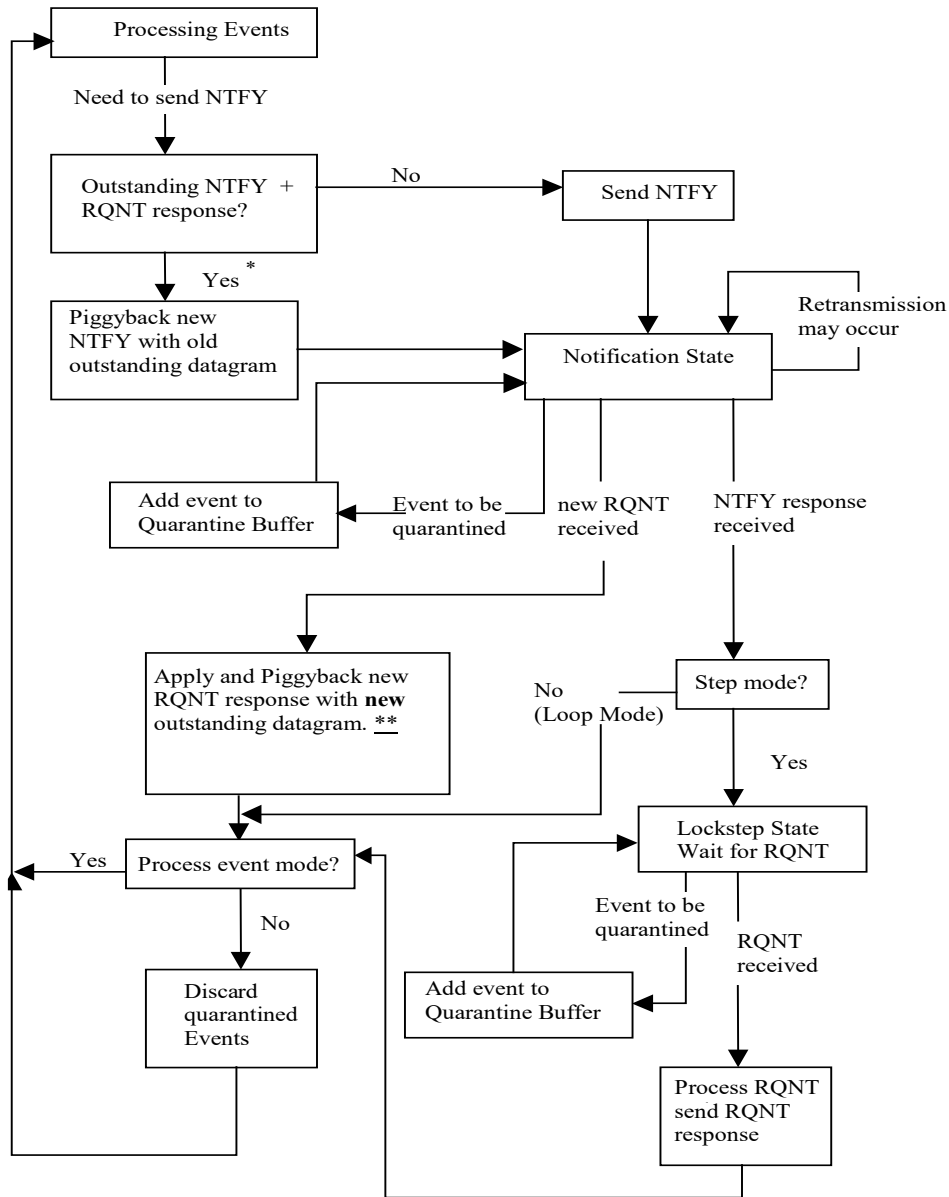 Processing Events
Need to send NTFY
Outstanding NTFY +
RQNT response?
No
Send NTFY
Yes *
Piggyback new
NTFY with old
outstanding datagram
Notification State
Retransmission
may occur
Add event to
Quarantine Buffer
Event to be
quarantined
new RQNT
received
NTFY response
received
Apply and Piggyback new
RQNT response with new
outstanding datagram. **
No
(Loop Mode)
Step mode?
Yes
Lockstep State
Wait for RQNT
Yes
Process event mode?
No
Event to be
quarantined
RQNT
received
Add event to
Quarantine Buffer
Discard
quarantined
Events
Process RQNT
send RQNT
response